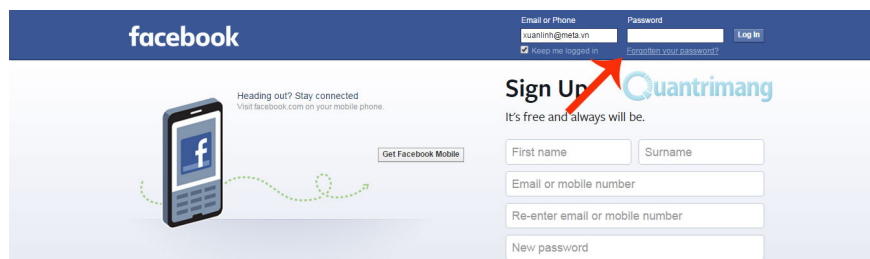 facebook
Email or Phone
Password
xuanlinh@meta.vn
Log In
Keep me logged in
Forgotten your password?
Heading out? Stay connected
Visit facebook.com on your mobile phone.
f
Get Facebook Mobile
Sign Up
Quantrimang
It's free and always will be.
First name
Surname
Email or mobile number
Re-enter email or mobile number
New password